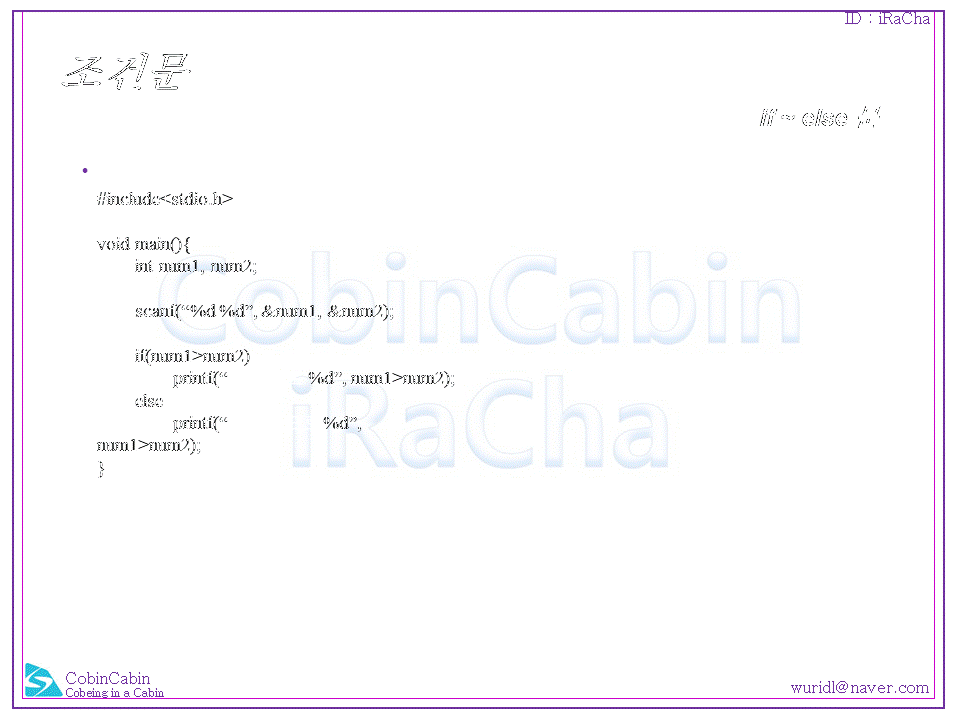 ID : iRaCha
조건문
if ~ else 문
•
#include<stdio.h>
void main(){
int num1, num2;
scanf(“%d %d”, &num1, &num2);
if(num1>num2)
printf(“ %d”, num1>num2);
else
printf(“ %d”,
num1>num2);
}
CobinCabin
iRaCha
CobinCabin
Cobeing in a Cabin
wuridl@naver.com